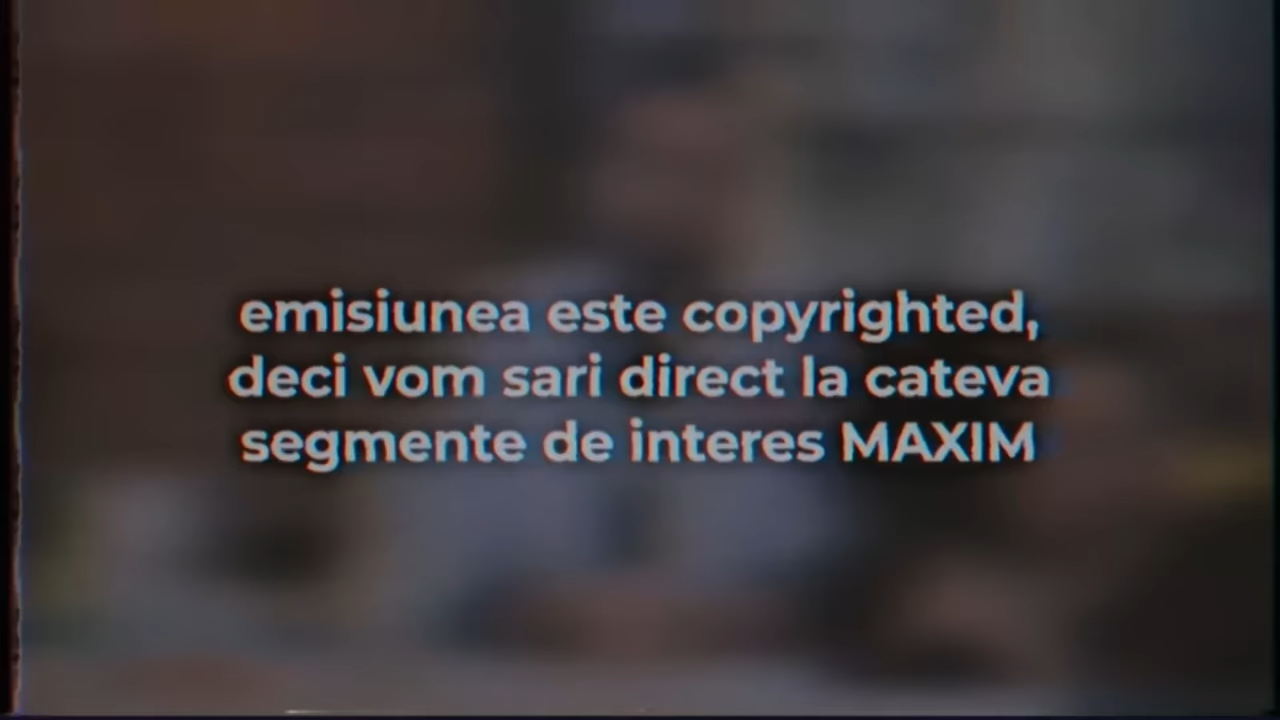 emisiunea este copyrighted,
deci vom sari direct la cateva
segmente de interes MAXIM